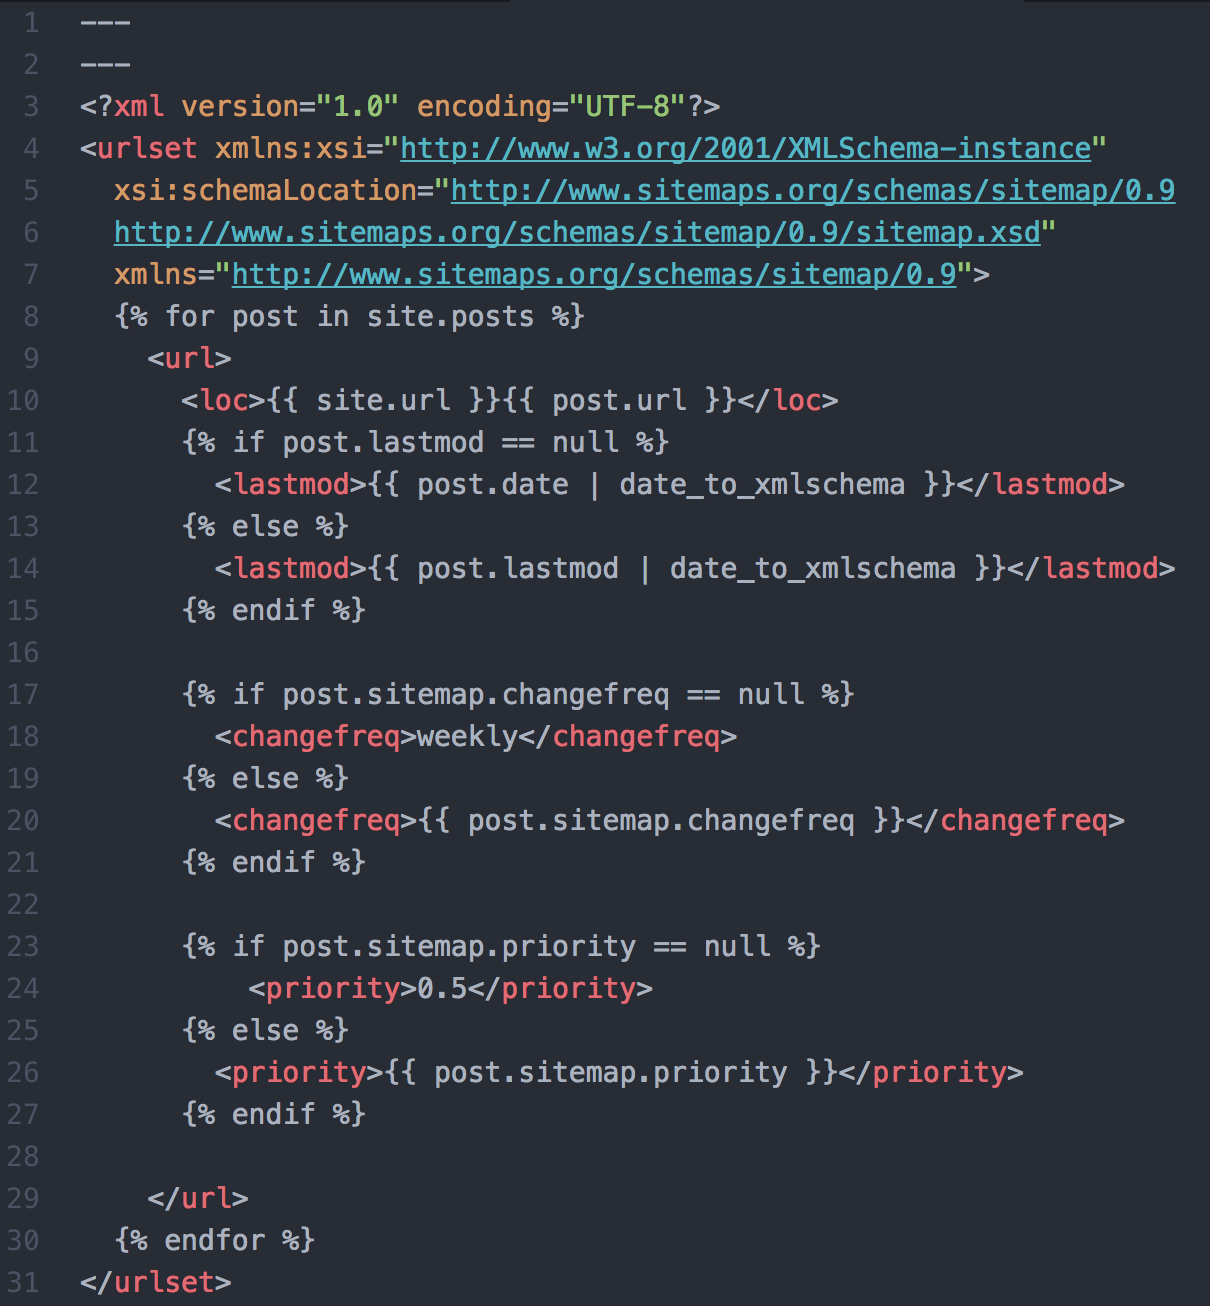 1 ---
2 ---
3 <?xml version="1.0" encoding="UTF-8"?>
4 <urlset xmlns:xsi="http://www.w3.org/2001/XMLSchema-instance"
5   xsi:schemaLocation="http://www.sitemaps.org/schemas/sitemap/0.9
6   http://www.sitemaps.org/schemas/sitemap/0.9/sitemap.xsd"
7   xmlns="http://www.sitemaps.org/schemas/sitemap/0.9">
8   {% for post in site.posts %}
9     <url>
10       <loc>{{ site.url }}{{ post.url }}</loc>
11       {% if post.lastmod == null %}
12         <lastmod>{{ post.date | date_to_xmlschema }}</lastmod>
13       {% else %}
14         <lastmod>{{ post.lastmod | date_to_xmlschema }}</lastmod>
15       {% endif %}
16
17       {% if post.sitemap.changefreq == null %}
18         <changefreq>weekly</changefreq>
19       {% else %}
20         <changefreq>{{ post.sitemap.changefreq }}</changefreq>
21       {% endif %}
22
23       {% if post.sitemap.priority == null %}
24           <priority>0.5</priority>
25       {% else %}
26         <priority>{{ post.sitemap.priority }}</priority>
27       {% endif %}
28
29     </url>
30   {% endfor %}
31 </urlset>